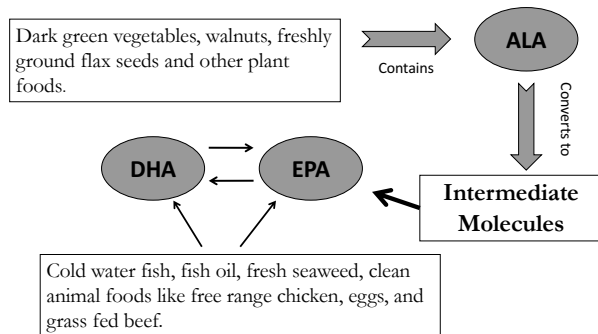 Dark green vegetables, walnuts, freshly
ground flax seeds and other plant
foods.
Contains
ALA
Converts to
Intermediate
Molecules
DHA
EPA
Cold water fish, fish oil, fresh seaweed, clean
animal foods like free range chicken, eggs, and
grass fed beef.